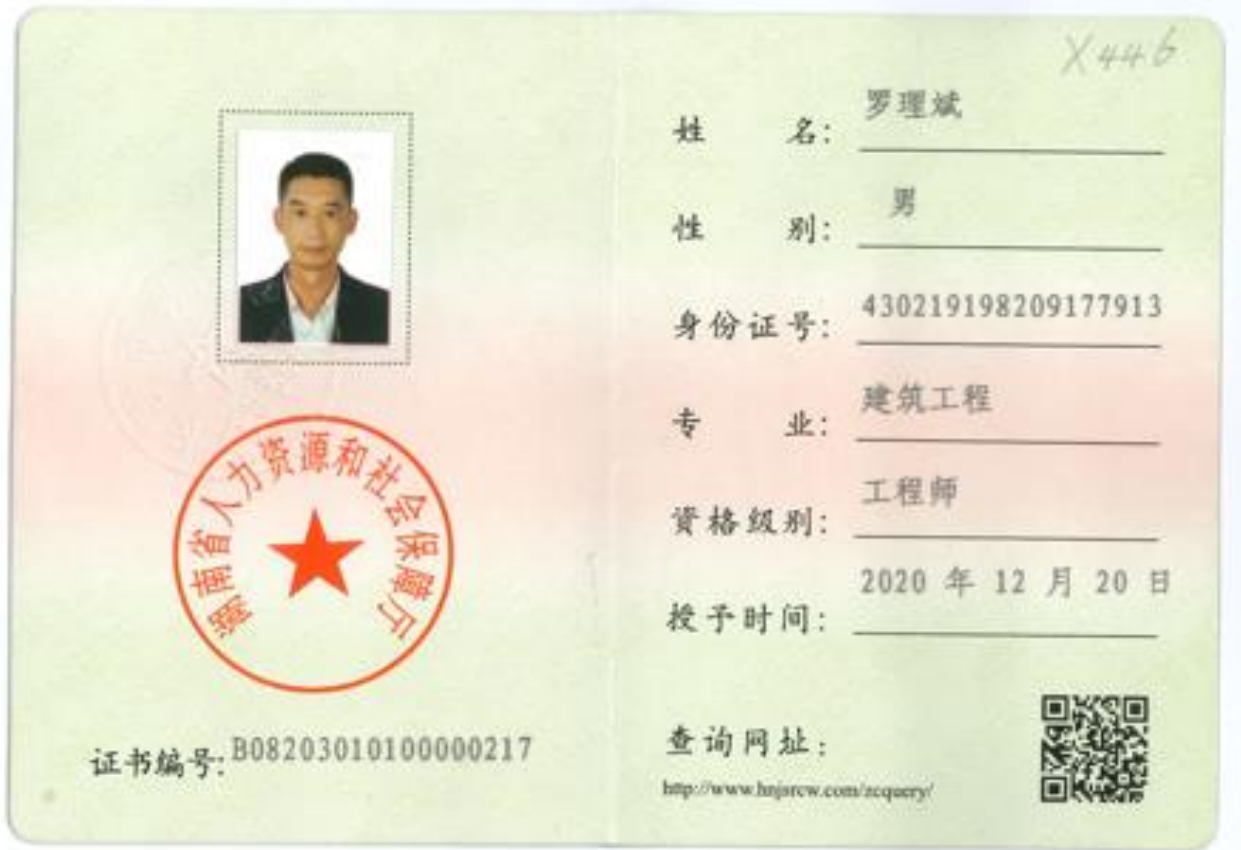 湖南省人力资源和社会保障厅
证书编号:B08203010100000217
X446
姓 名: 罗理斌
性 别: 男
身份证号: 430219198209177913
专 业: 建筑工程
资格级别: 工程师
授予时间: 2020 年 12 月 20 日
查询网址:
http://www.hnjsrcw.com/zcquery/